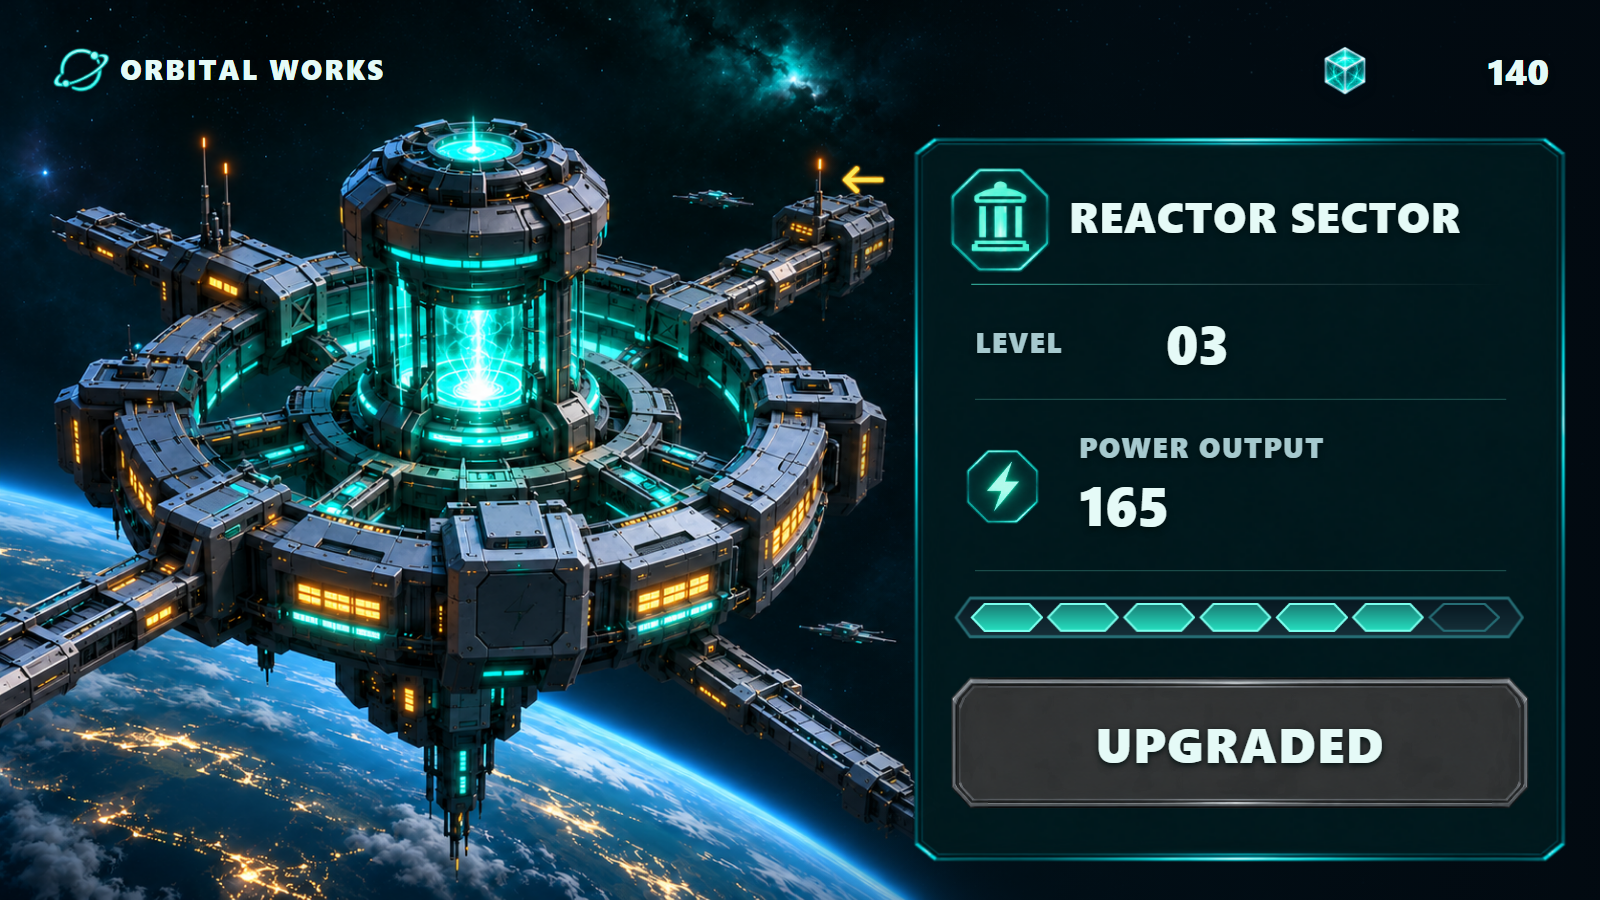 ORBITAL WORKS
140
REACTOR SECTOR
LEVEL 03
POWER OUTPUT
165
UPGRADED